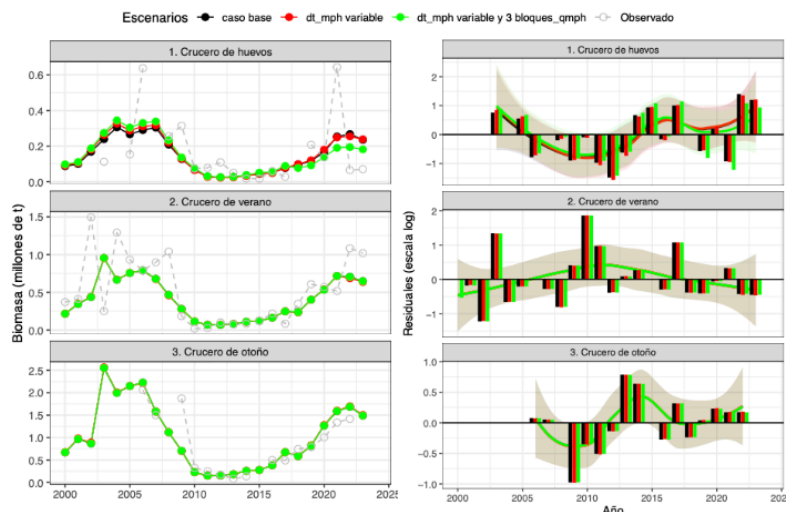 Escenarios caso base dt_mph variable dt_mph variable y 3 bloques_qmph Observado
1. Crucero de huevos
0.6
0.4
0.2
0.0
2. Crucero de verano
1.5
1.0
0.5
0.0
3. Crucero de otoño
2.5
2.0
1.5
1.0
0.5
0.0
2000 2005 2010 2015 2020 2025
Biomasa (millones de t)
1. Crucero de huevos
2
1
0
−1
2. Crucero de verano
2
1
0
−1
3. Crucero de otoño
1.0
0.5
0.0
−0.5
−1.0
2000 2005 2010 2015 2020 2025
Residuales (escala log)
Año